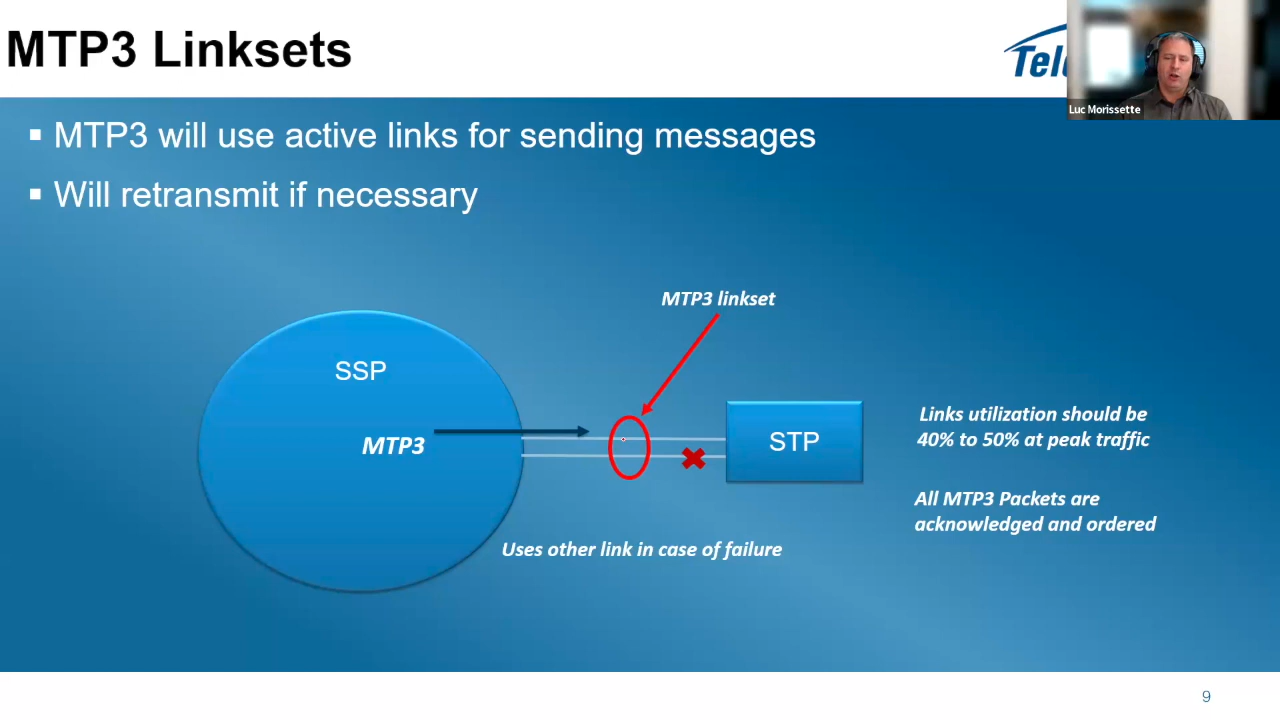 MTP3 Linksets
Luc Morissette
MTP3 will use active links for sending messages
Will retransmit if necessary
MTP3 linkset
SSP
MTP3
STP
Links utilization should be
40% to 50% at peak traffic
All MTP3 Packets are
acknowledged and ordered
Uses other link in case of failure
9